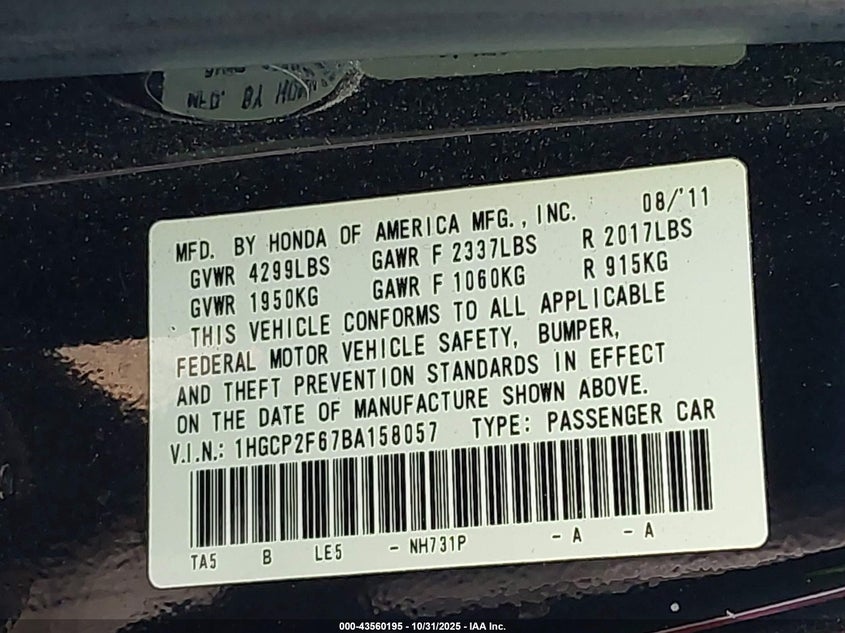 MFD. BY HONDA OF AMERICA MFG., INC. 08/'11
GVWR 4299LBS GAWR F 2337LBS R 2017LBS
GVWR 1950KG GAWR F 1060KG R 915KG
THIS VEHICLE CONFORMS TO ALL APPLICABLE
FEDERAL MOTOR VEHICLE SAFETY, BUMPER,
AND THEFT PREVENTION STANDARDS IN EFFECT
ON THE DATE OF MANUFACTURE SHOWN ABOVE.
V.I.N.: 1HGCP2F67BA158057 TYPE: PASSENGER CAR
TA5 B LE5 - NH731P - A - A
000-43560195 - 10/31/2025 - IAA Inc.